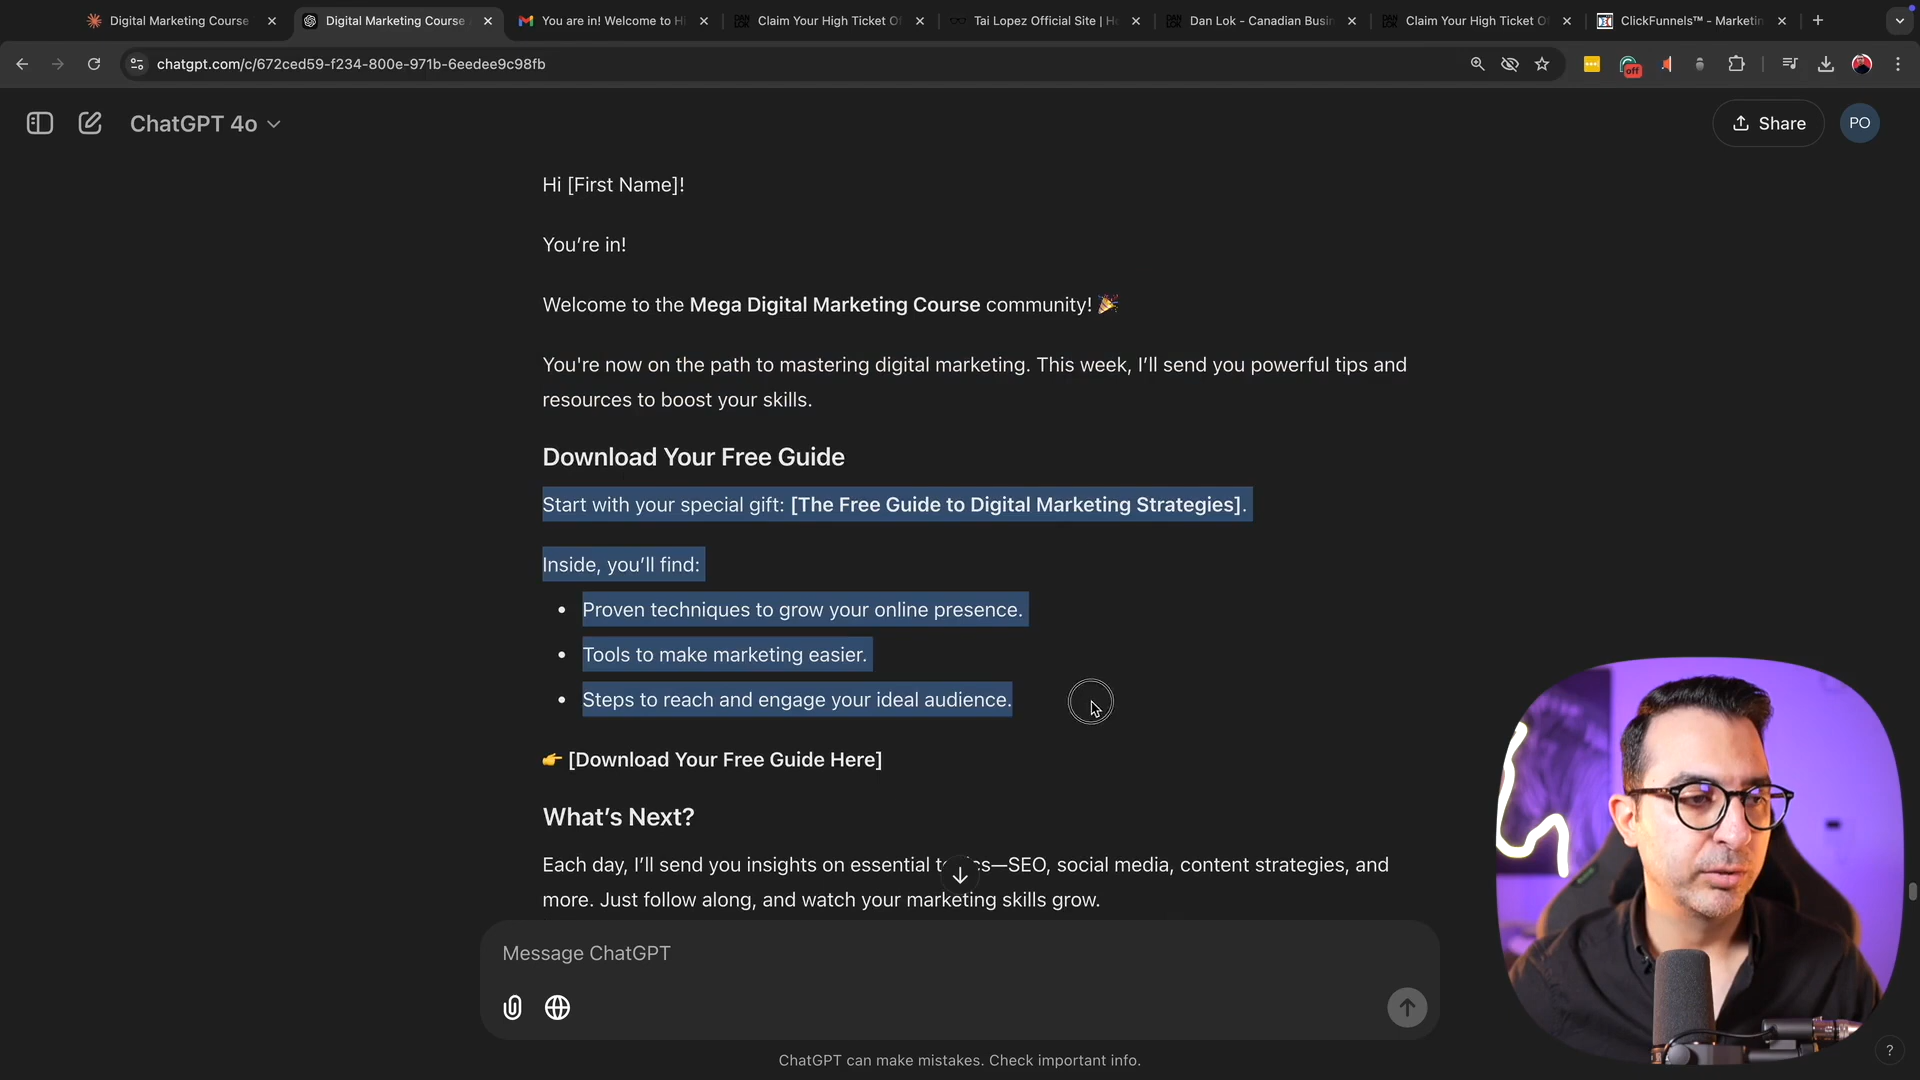 Digital Marketing Course
Digital Marketing Course
You are in! Welcome to H
Claim Your High Ticket O
Tai Lopez Official Site | H
Dan Lok - Canadian Busi
Claim Your High Ticket O
ClickFunnels™ - Marketin
chatgpt.com/c/672ced59-f234-800e-971b-6eedee9c98fb
off
ChatGPT 4o
Share
PO
Hi [First Name]!
You’re in!
Welcome to the Mega Digital Marketing Course community! 🎉
You're now on the path to mastering digital marketing. This week, I’ll send you powerful tips and
resources to boost your skills.
Download Your Free Guide
Start with your special gift: [The Free Guide to Digital Marketing Strategies].
Inside, you’ll find:
• Proven techniques to grow your online presence.
• Tools to make marketing easier.
• Steps to reach and engage your ideal audience.
👉 [Download Your Free Guide Here]
What’s Next?
Each day, I’ll send you insights on essential t cs—SEO, social media, content strategies, and
more. Just follow along, and watch your marketing skills grow.
Message ChatGPT
ChatGPT can make mistakes. Check important info.
?